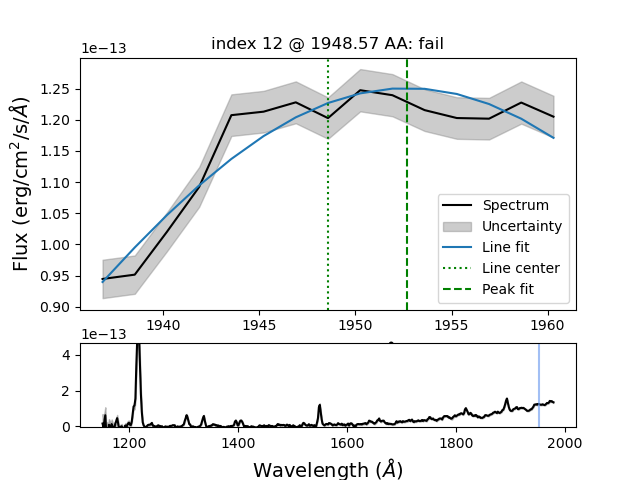 index 12 @ 1948.57 AA: fail
1e−13
1.25
1.20
1.15
1.10
1.05
1.00
0.95
0.90
Flux (erg/cm²/s/Å)
Spectrum
Uncertainty
Line fit
Line center
Peak fit
1940 1945 1950 1955 1960
1e−13
4
2
0
1200 1400 1600 1800 2000
Wavelength (Å)